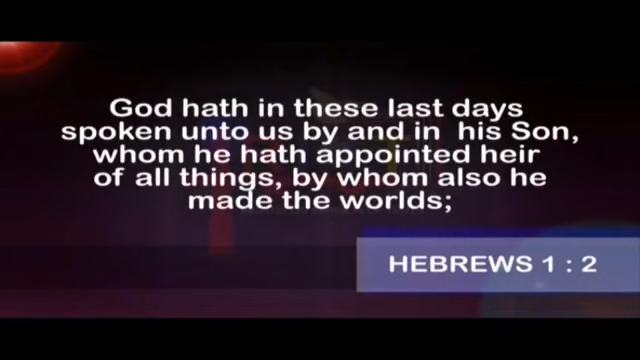 God hath in these last days
spoken unto us by and in his Son,
whom he hath appointed heir
of all things, by whom also he
made the worlds;
HEBREWS 1 : 2